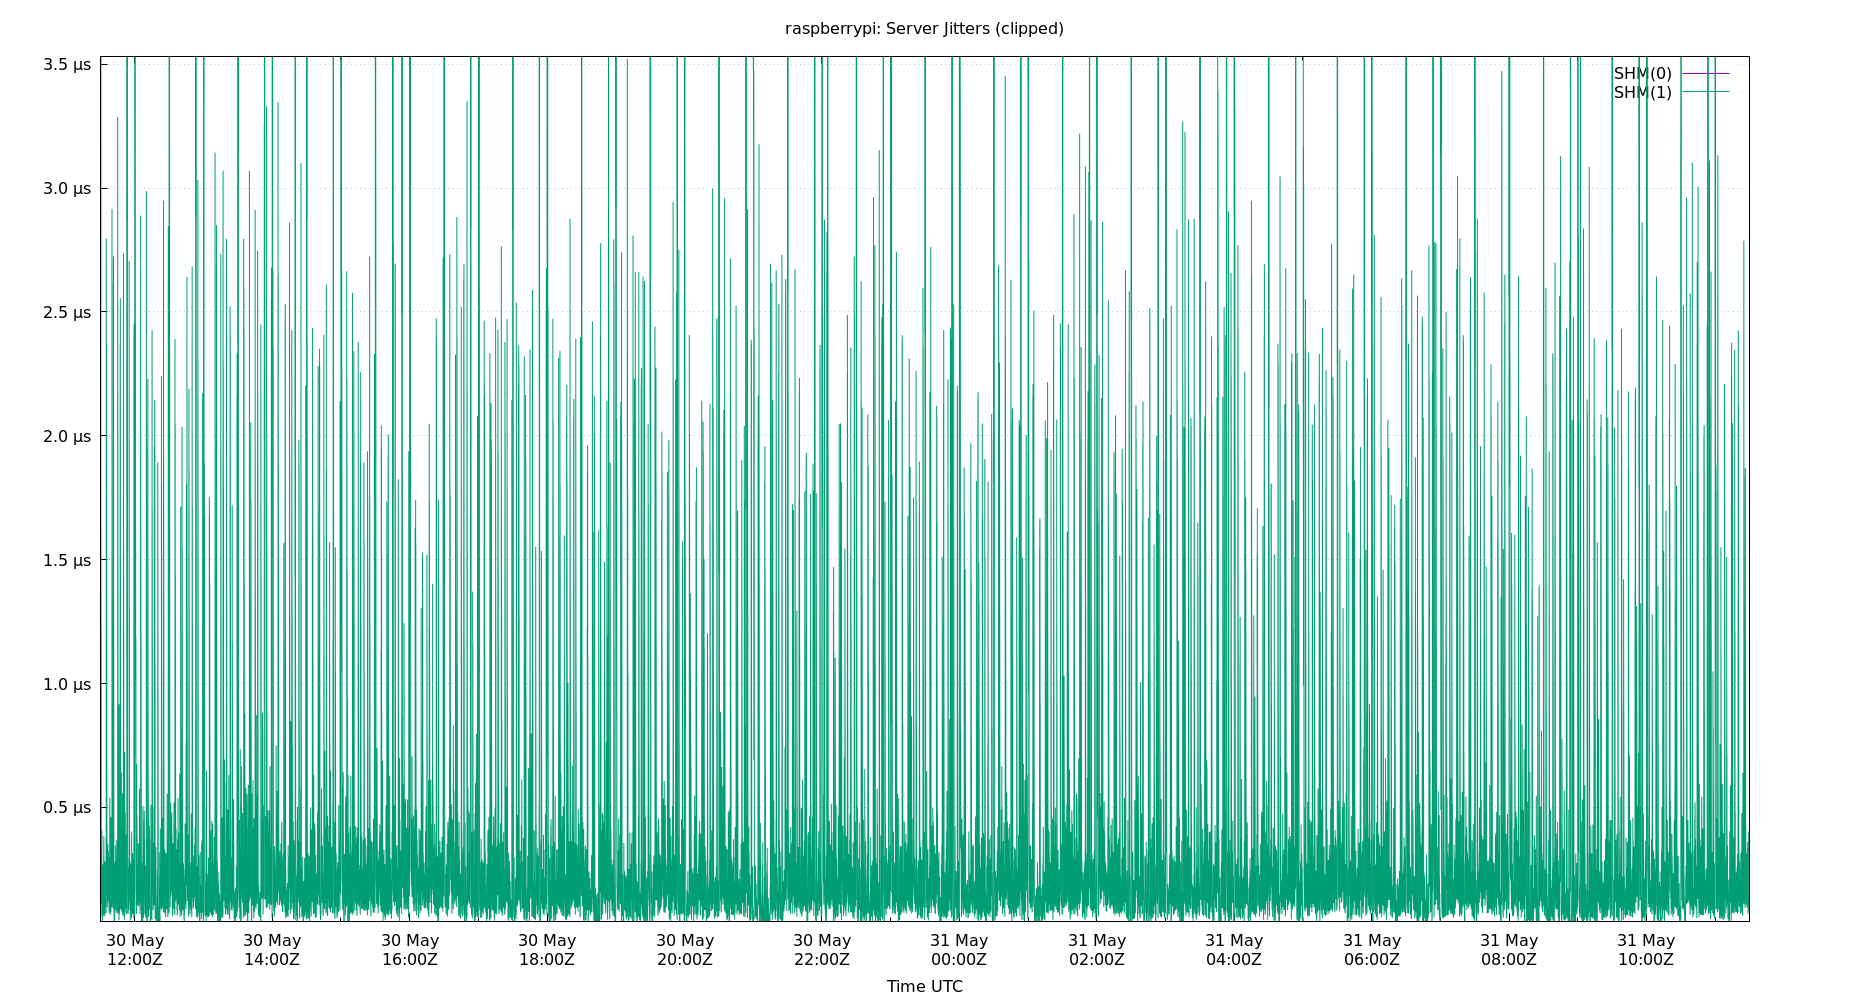 raspberrypi: Server Jitters (clipped)
3.5 μs
3.0 μs
2.5 μs
2.0 μs
1.5 μs
1.0 μs
0.5 μs
SHM(0)
SHM(1)
30 May 30 May 30 May 30 May 30 May 30 May 31 May 31 May 31 May 31 May 31 May 31 May
12:00Z 14:00Z 16:00Z 18:00Z 20:00Z 22:00Z 00:00Z 02:00Z 04:00Z 06:00Z 08:00Z 10:00Z
Time UTC